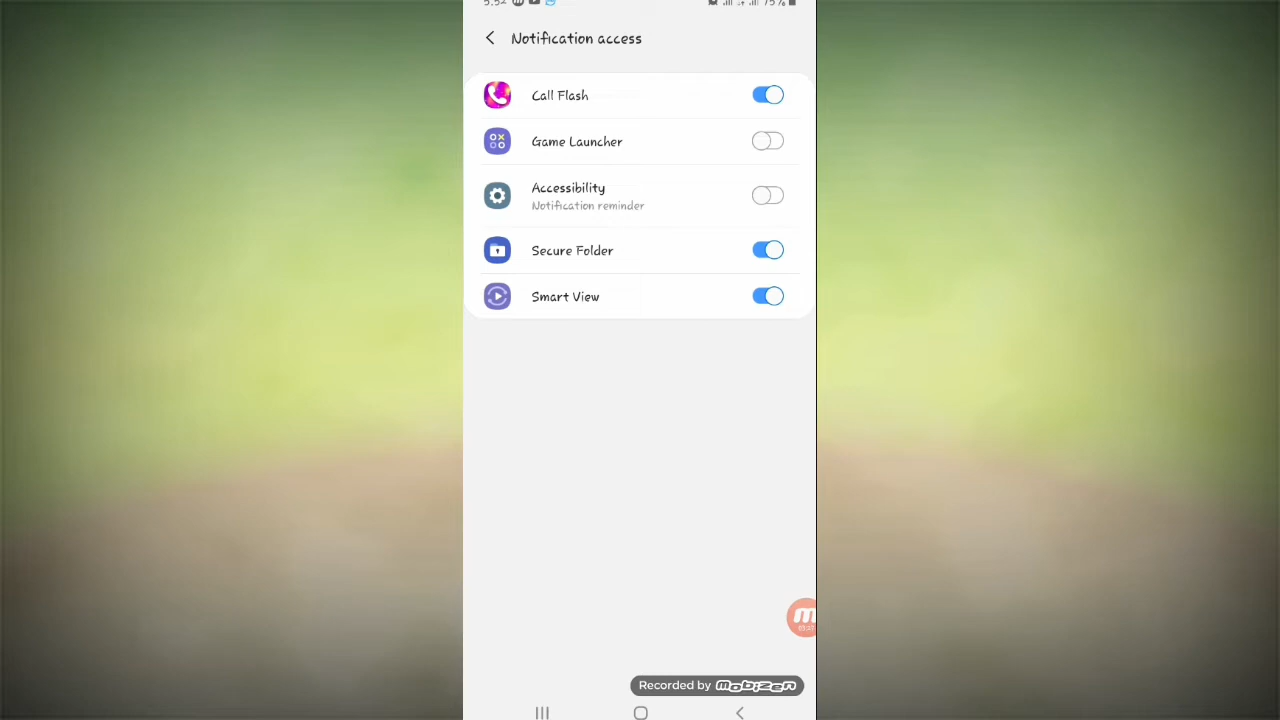 Notification access
Call Flash
Game Launcher
Accessibility
Notification reminder
Secure Folder
Smart View
Recorded by mobizen